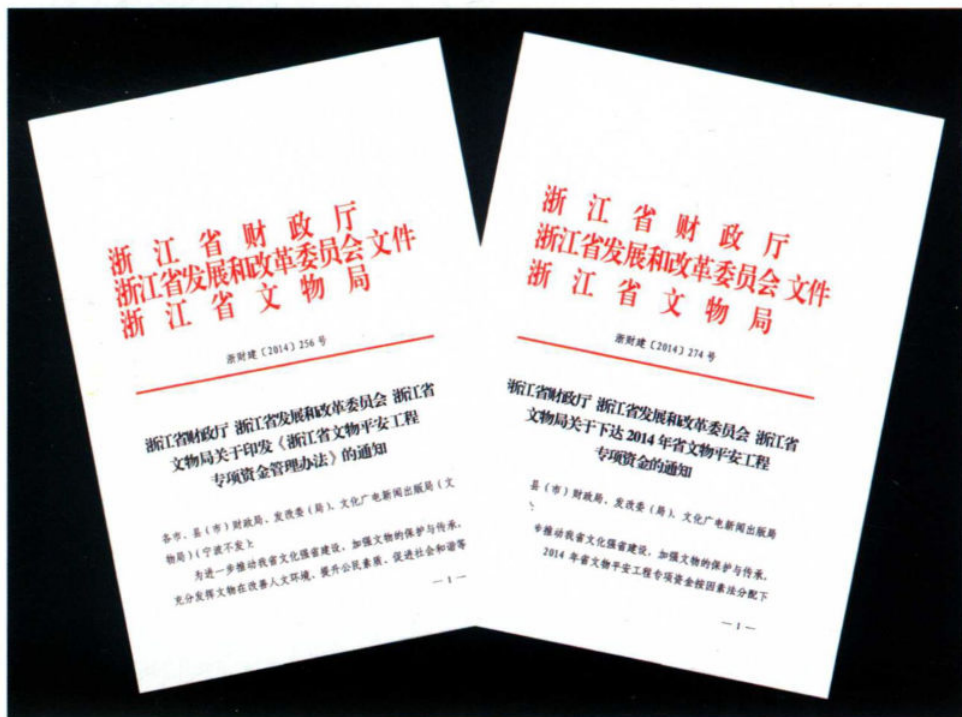 浙江省财政厅
浙江省发展和改革委员会 文件
浙江省文物局
浙财建〔2014〕256号
浙江省财政厅 浙江省发展和改革委员会 浙江省
文物局关于印发《浙江省文物平安工程
专项资金管理办法》的通知
各市、县(市)财政局、发改委(局)、文化广电新闻出版局(文
物局)(宁波不发):
为进一步推动我省文化强省建设，加强文物的保护与传承，
充分发挥文物在改善人文环境、提升公民素质、促进社会和谐等
—1—
浙江省财政厅
浙江省发展和改革委员会 文件
浙江省文物局
浙财建〔2014〕274号
浙江省财政厅 浙江省发展和改革委员会 浙江省
文物局关于下达2014年省文物平安工程
专项资金的通知
县(市)财政局、发改委(局)、文化广电新闻出版局
步推动我省文化强省建设，加强文物的保护与传承，
2014年省文物平安工程专项资金按因素法分配下
—1—